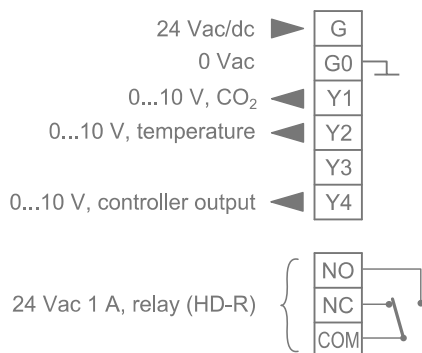 24 Vac/dc G
0 Vac G0
0...10 V, CO₂ Y1
0...10 V, temperature Y2
Y3
0...10 V, controller output Y4
NO
24 Vac 1 A, relay (HD-R) NC
COM